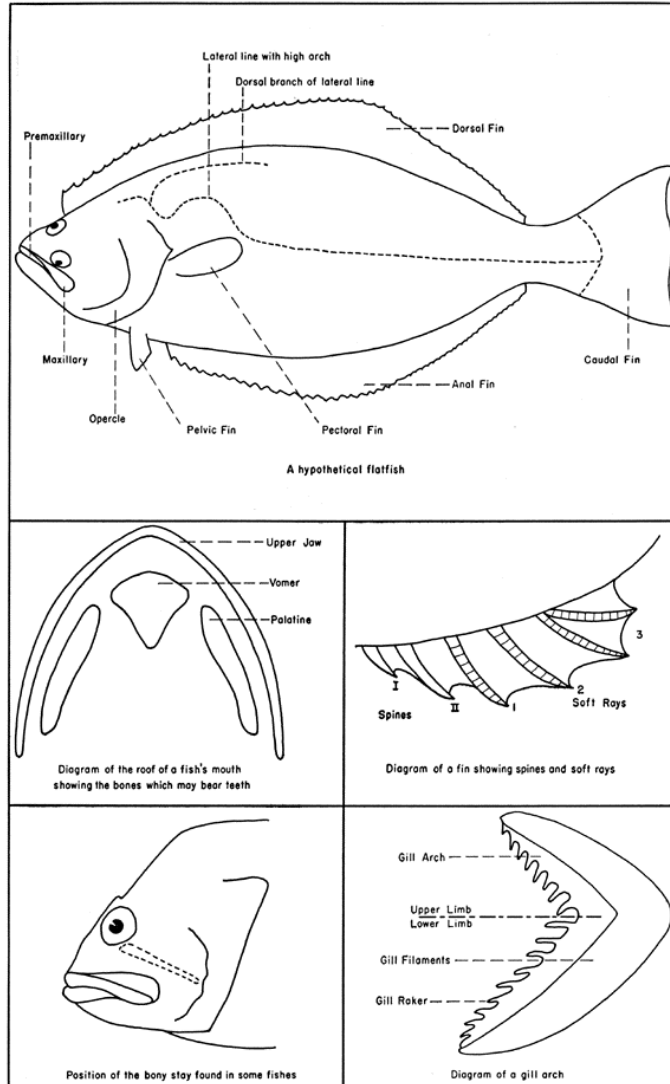 Lateral line with high arch
Dorsal branch of lateral line
Premaxillary
Dorsal Fin
Maxillary
Caudal Fin
Anal Fin
Opercle
Pelvic Fin
Pectoral Fin
A hypothetical flatfish
Upper Jaw
Vomer
Palatine
Diagram of the roof of a fish's mouth
showing the bones which may bear teeth
3
I
2
Spines
II
1
Soft Rays
Diagram of a fin showing spines and soft rays
Position of the bony stay found in some fishes
Gill Arch
Upper Limb
Lower Limb
Gill Filaments
Gill Raker
Diagram of a gill arch